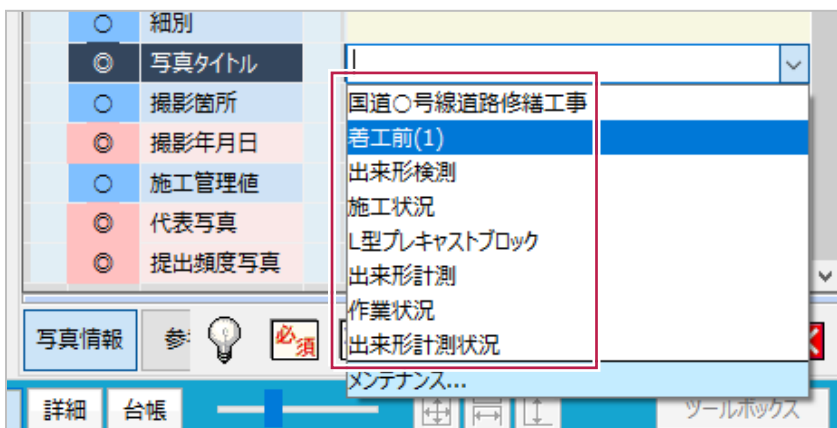 ○ 細別
◎ 写真タイトル
○ 撮影箇所
◎ 撮影年月日
○ 施工管理値
◎ 代表写真
◎ 提出頻度写真
国道○号線道路修繕工事
着工前(1)
出来形検測
施工状況
L型プレキャストブロック
出来形計測
作業状況
出来形計測状況
メンテナンス...
写真情報 参 必須
詳細 台帳 ツールボックス